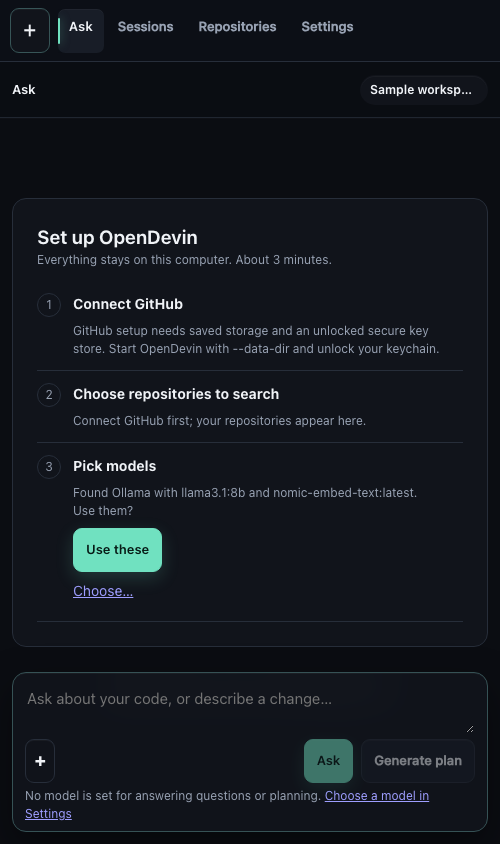 +
Ask
Sessions
Repositories
Settings
Ask
Sample worksp...
Set up OpenDevin
Everything stays on this computer. About 3 minutes.
1
Connect GitHub
GitHub setup needs saved storage and an unlocked secure key
store. Start OpenDevin with --data-dir and unlock your keychain.
2
Choose repositories to search
Connect GitHub first; your repositories appear here.
3
Pick models
Found Ollama with llama3.1:8b and nomic-embed-text:latest.
Use them?
Use these
Choose...
Ask about your code, or describe a change...
+
Ask
Generate plan
No model is set for answering questions or planning. Choose a model in
Settings